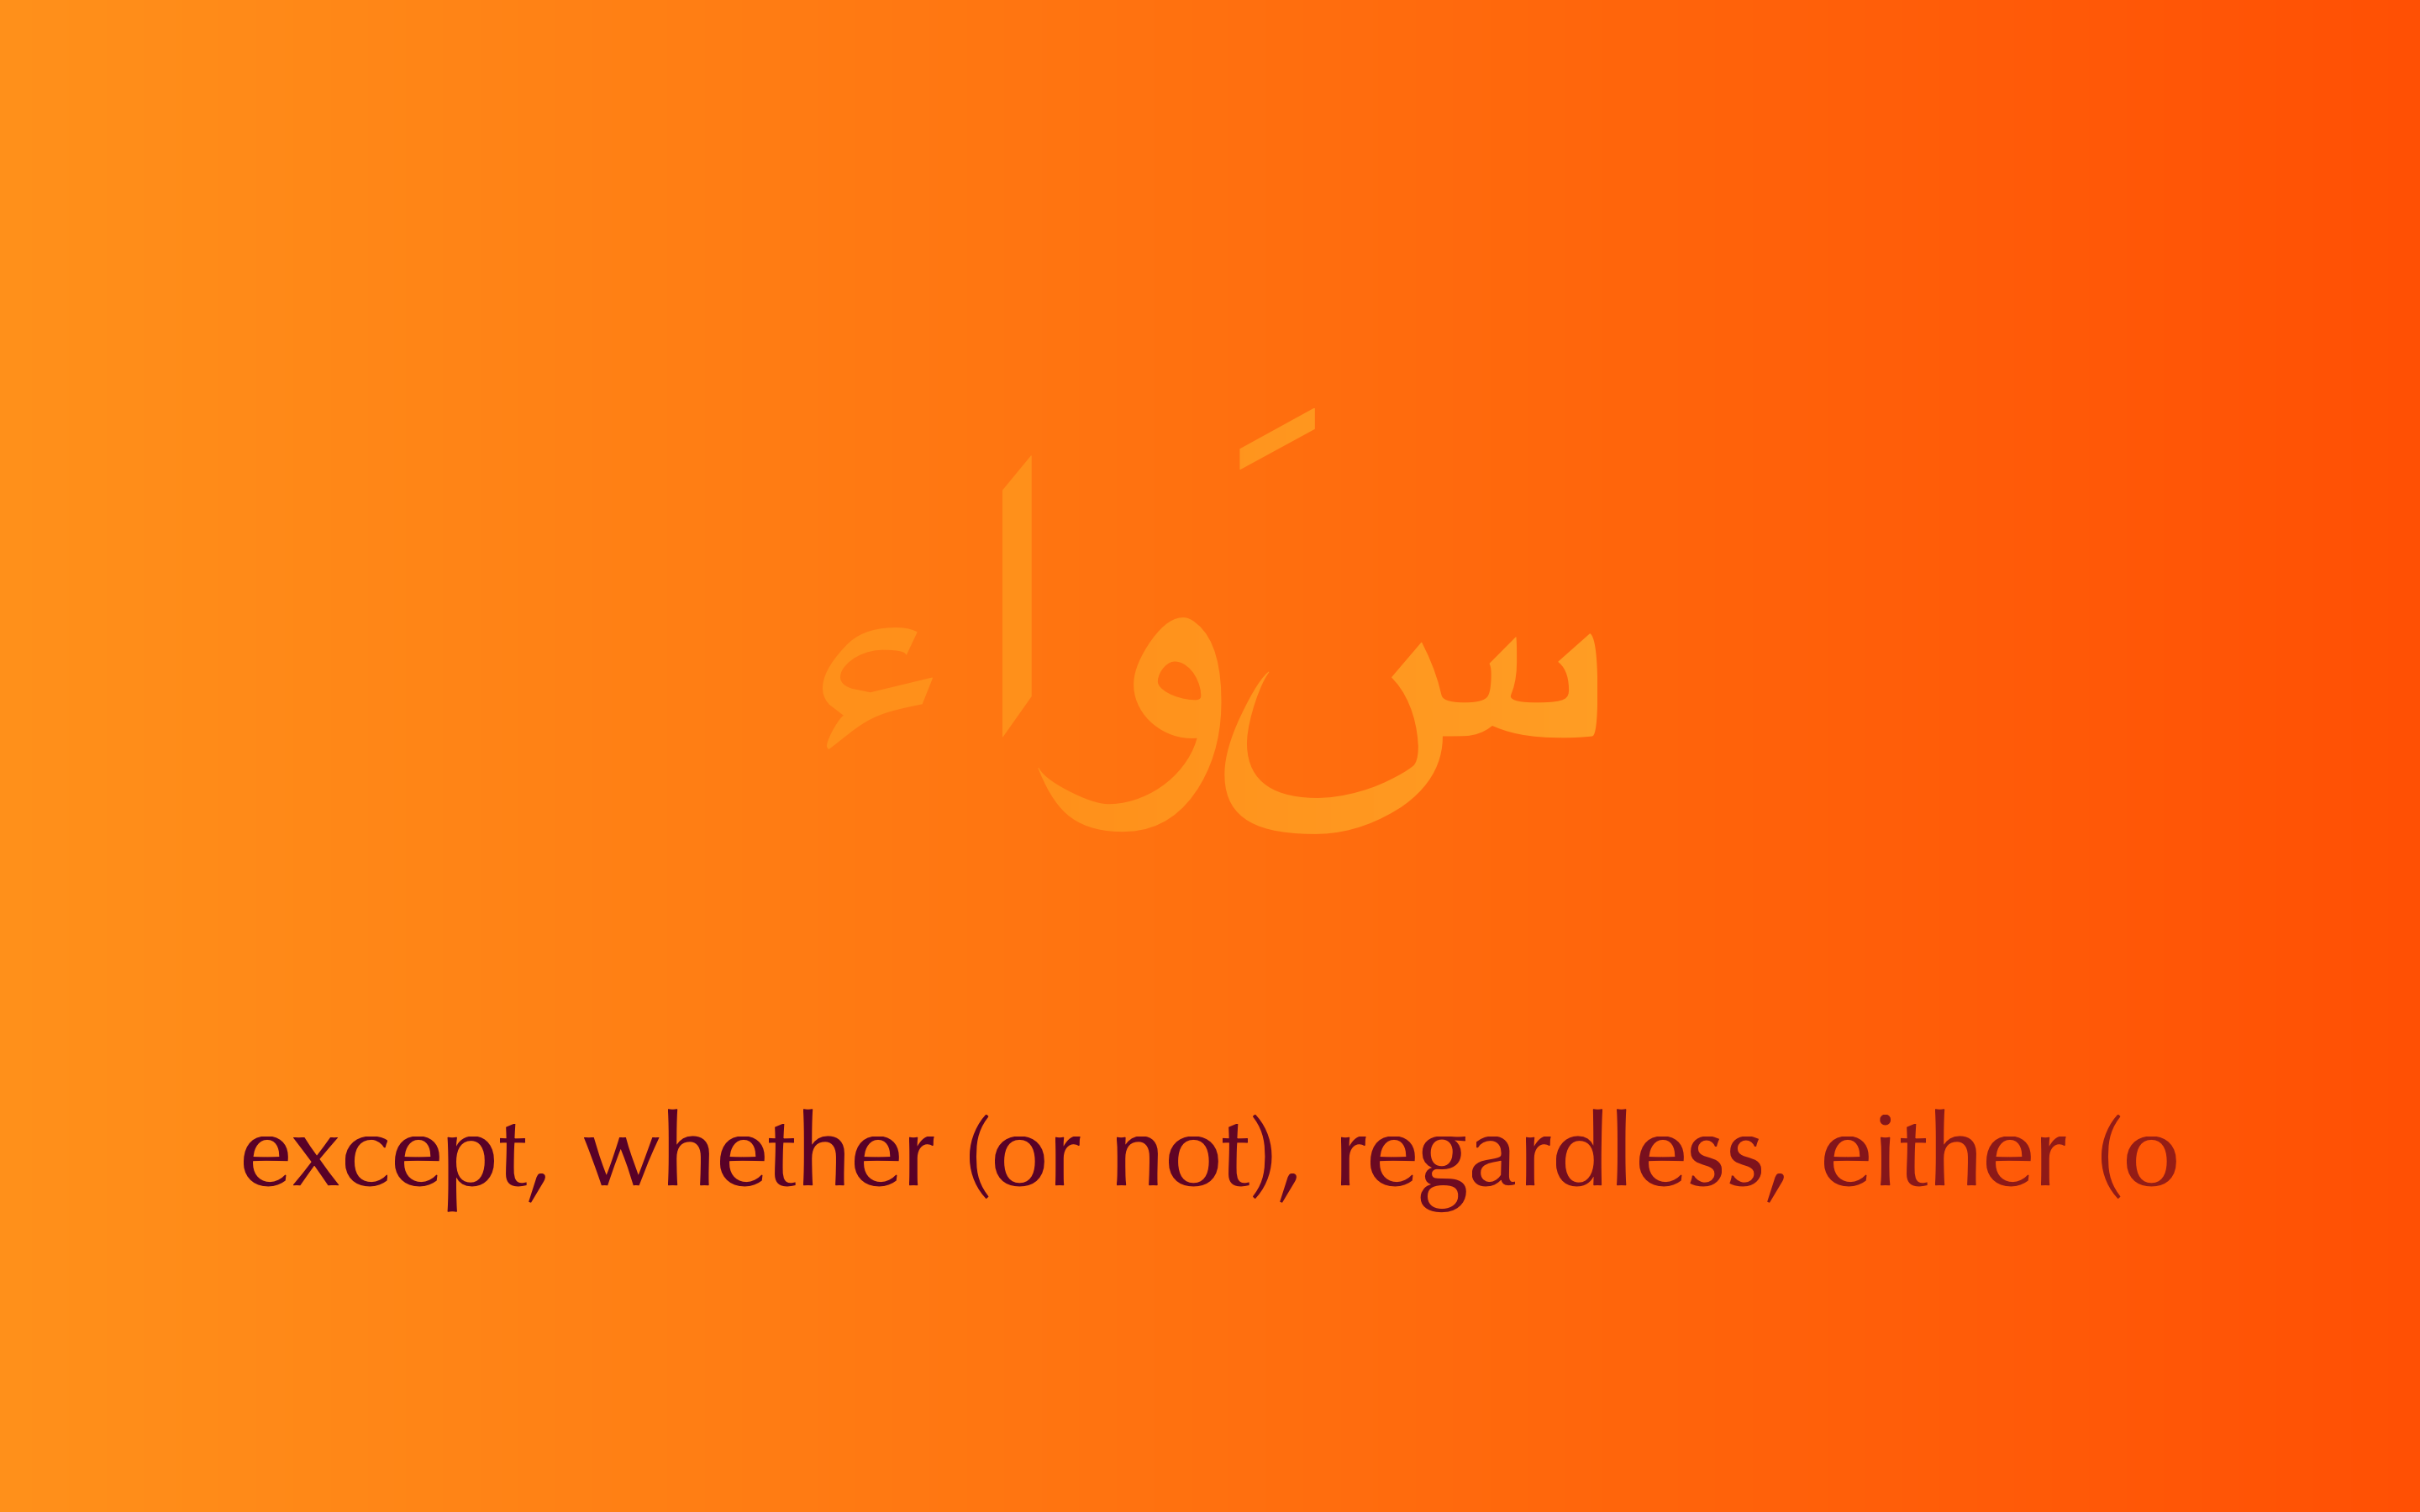 سَواء
except, whether (or not), regardless, either (o